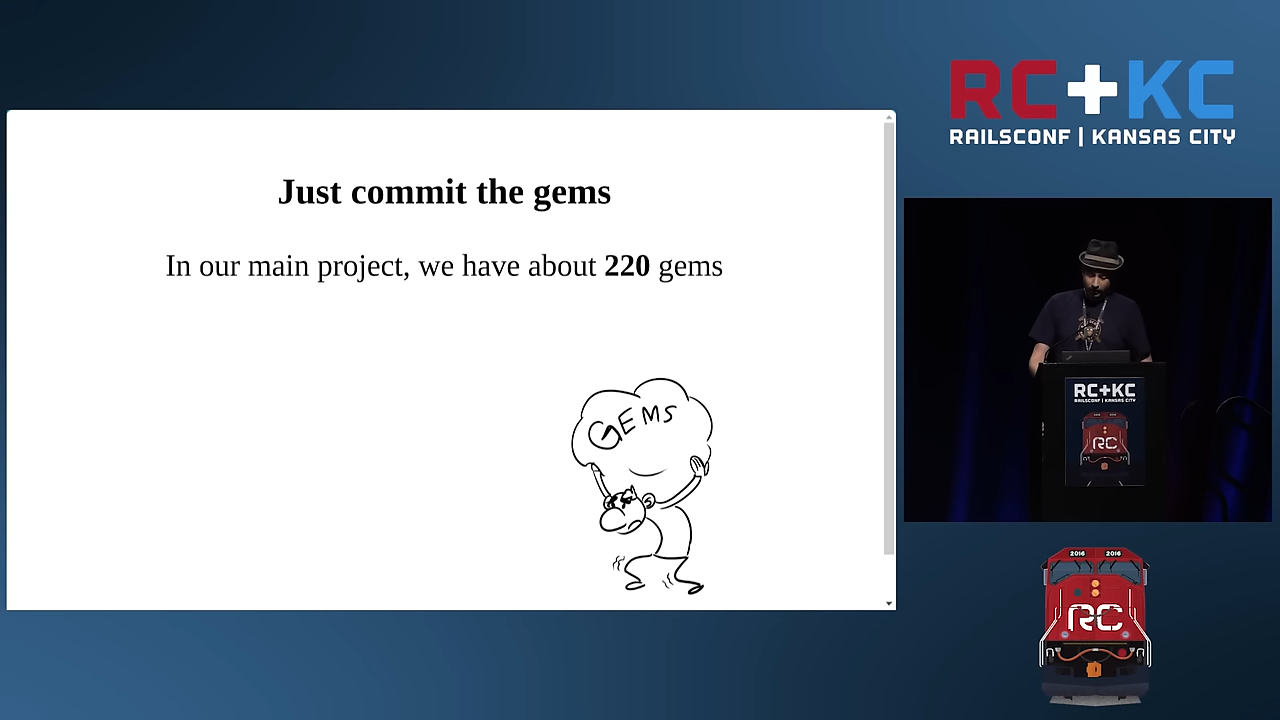 RC+KC
RAILSCONF | KANSAS CITY
Just commit the gems
In our main project, we have about 220 gems
GEMS
RC+KC
RAILSCONF | KANSAS CITY
RC
2016 2016
RC